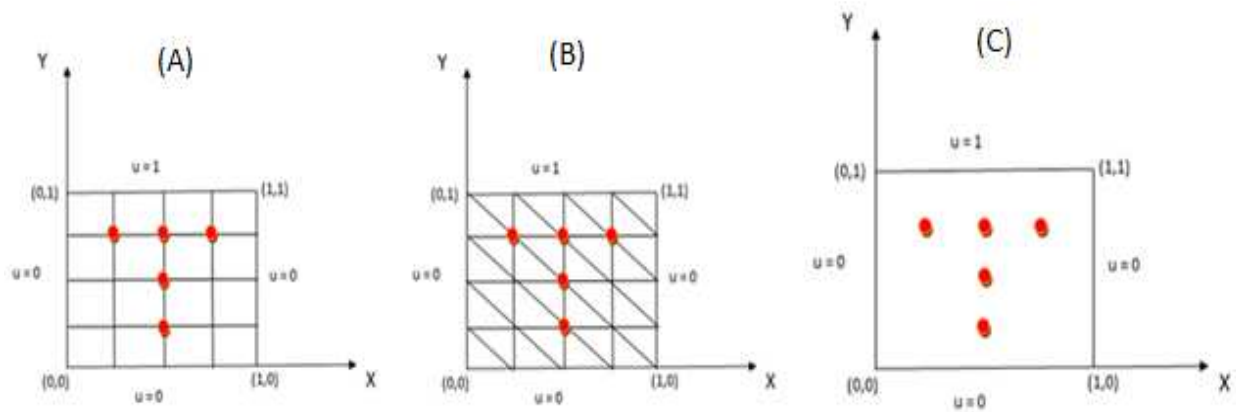 (A)
Y
u = 1
(0,1)
(1,1)
u = 0
u = 0
(0,0)
(1,0)
X
u = 0
(B)
Y
u = 1
(0,1)
(1,1)
u = 0
u = 0
(0,0)
(1,0)
X
u = 0
(C)
Y
u = 1
(0,1)
(1,1)
u = 0
u = 0
(0,0)
(1,0)
X
u = 0